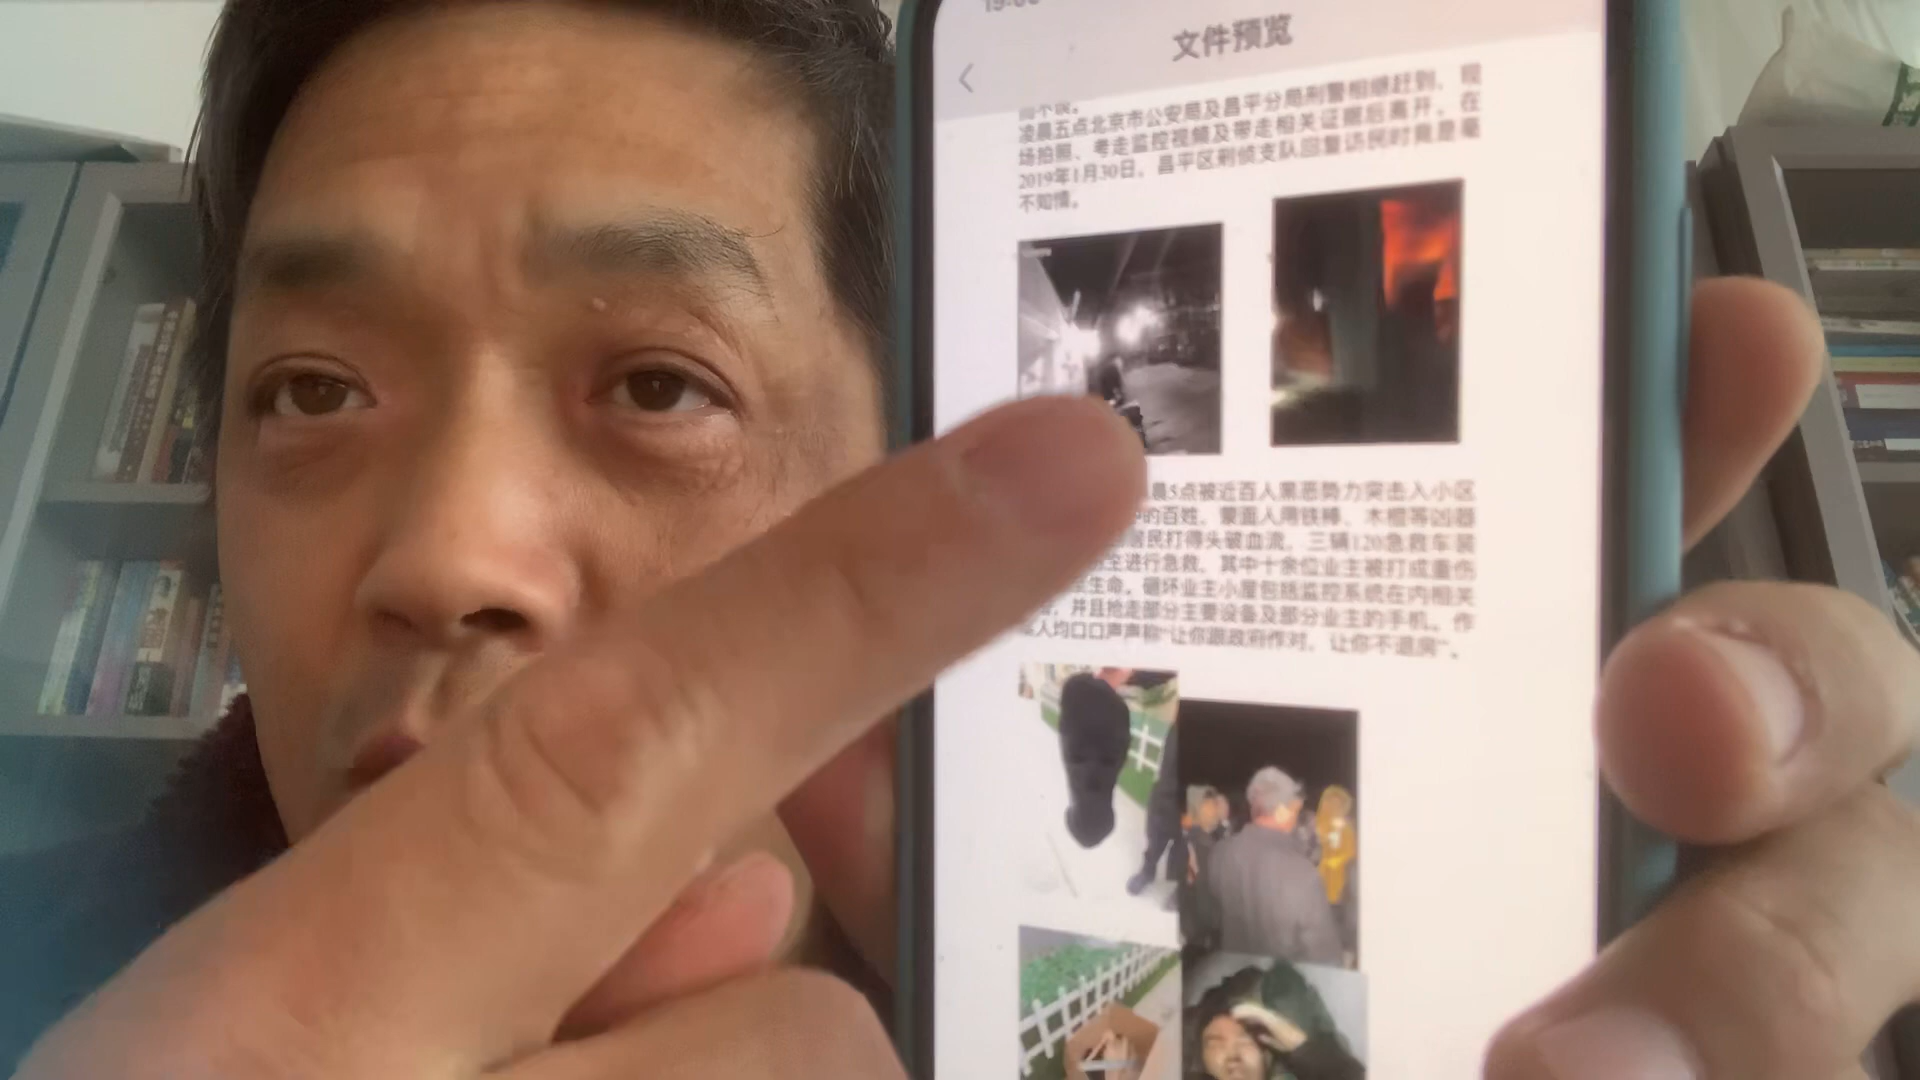 19:0
文件预览
而不谈。
凌晨五点北京市公安局及昌平分局刑警相继赶到，现
场拍照、考走监控视频及带走相关证据后离开。在
2019年1月30日，昌平区刑侦支队回复访民时竟是毫
不知情。
晨5点被近百人黑恶势力突击入小区
中的百姓，蒙面人用铁棒、木棍等凶器
居民打得头破血流，三辆120急救车装
主进行急救，其中十余位业主被打成重伤
生命。砸坏业主小屋包括监控系统在内相关
，并且抢走部分主要设备及部分业主的手机。作
人均口口声声称“让你跟政府作对，让你不退房”。